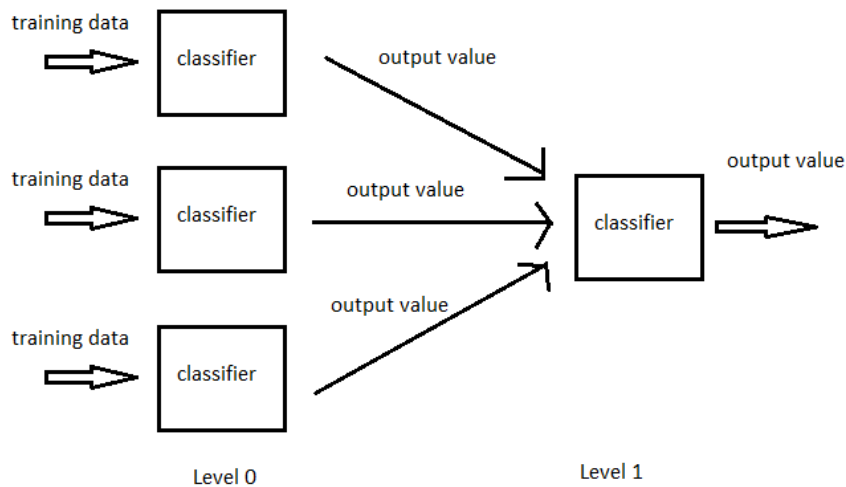 training data
classifier
output value
training data
classifier
output value
classifier
output value
training data
classifier
output value
Level 0
Level 1